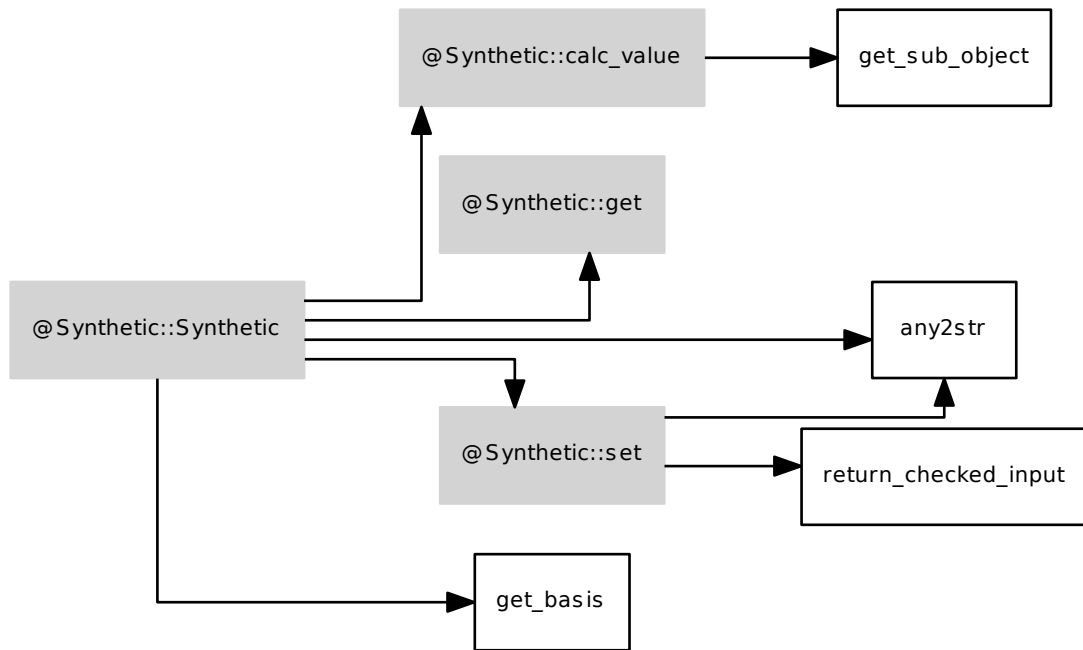 @Synthetic::calc_value
get_sub_object
@Synthetic::get
@Synthetic::Synthetic
any2str
@Synthetic::set
return_checked_input
get_basis